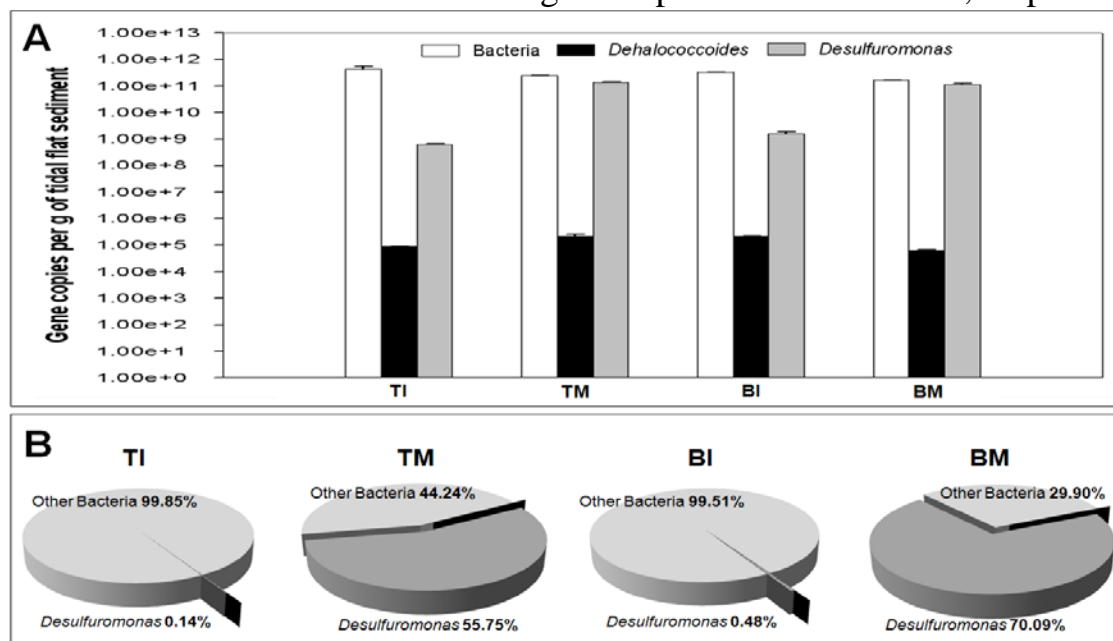 A
Gene copies per g of tidal flat sediment
Bacteria Dehalococcoides Desulfuromonas
1.00e+13
1.00e+12
1.00e+11
1.00e+10
1.00e+9
1.00e+8
1.00e+7
1.00e+6
1.00e+5
1.00e+4
1.00e+3
1.00e+2
1.00e+1
1.00e+0
TI TM BI BM
B
TI TM BI BM
Other Bacteria 99.85% Other Bacteria 44.24% Other Bacteria 99.51% Other Bacteria 29.90%
Desulfuromonas 0.14% Desulfuromonas 55.75% Desulfuromonas 0.48% Desulfuromonas 70.09%